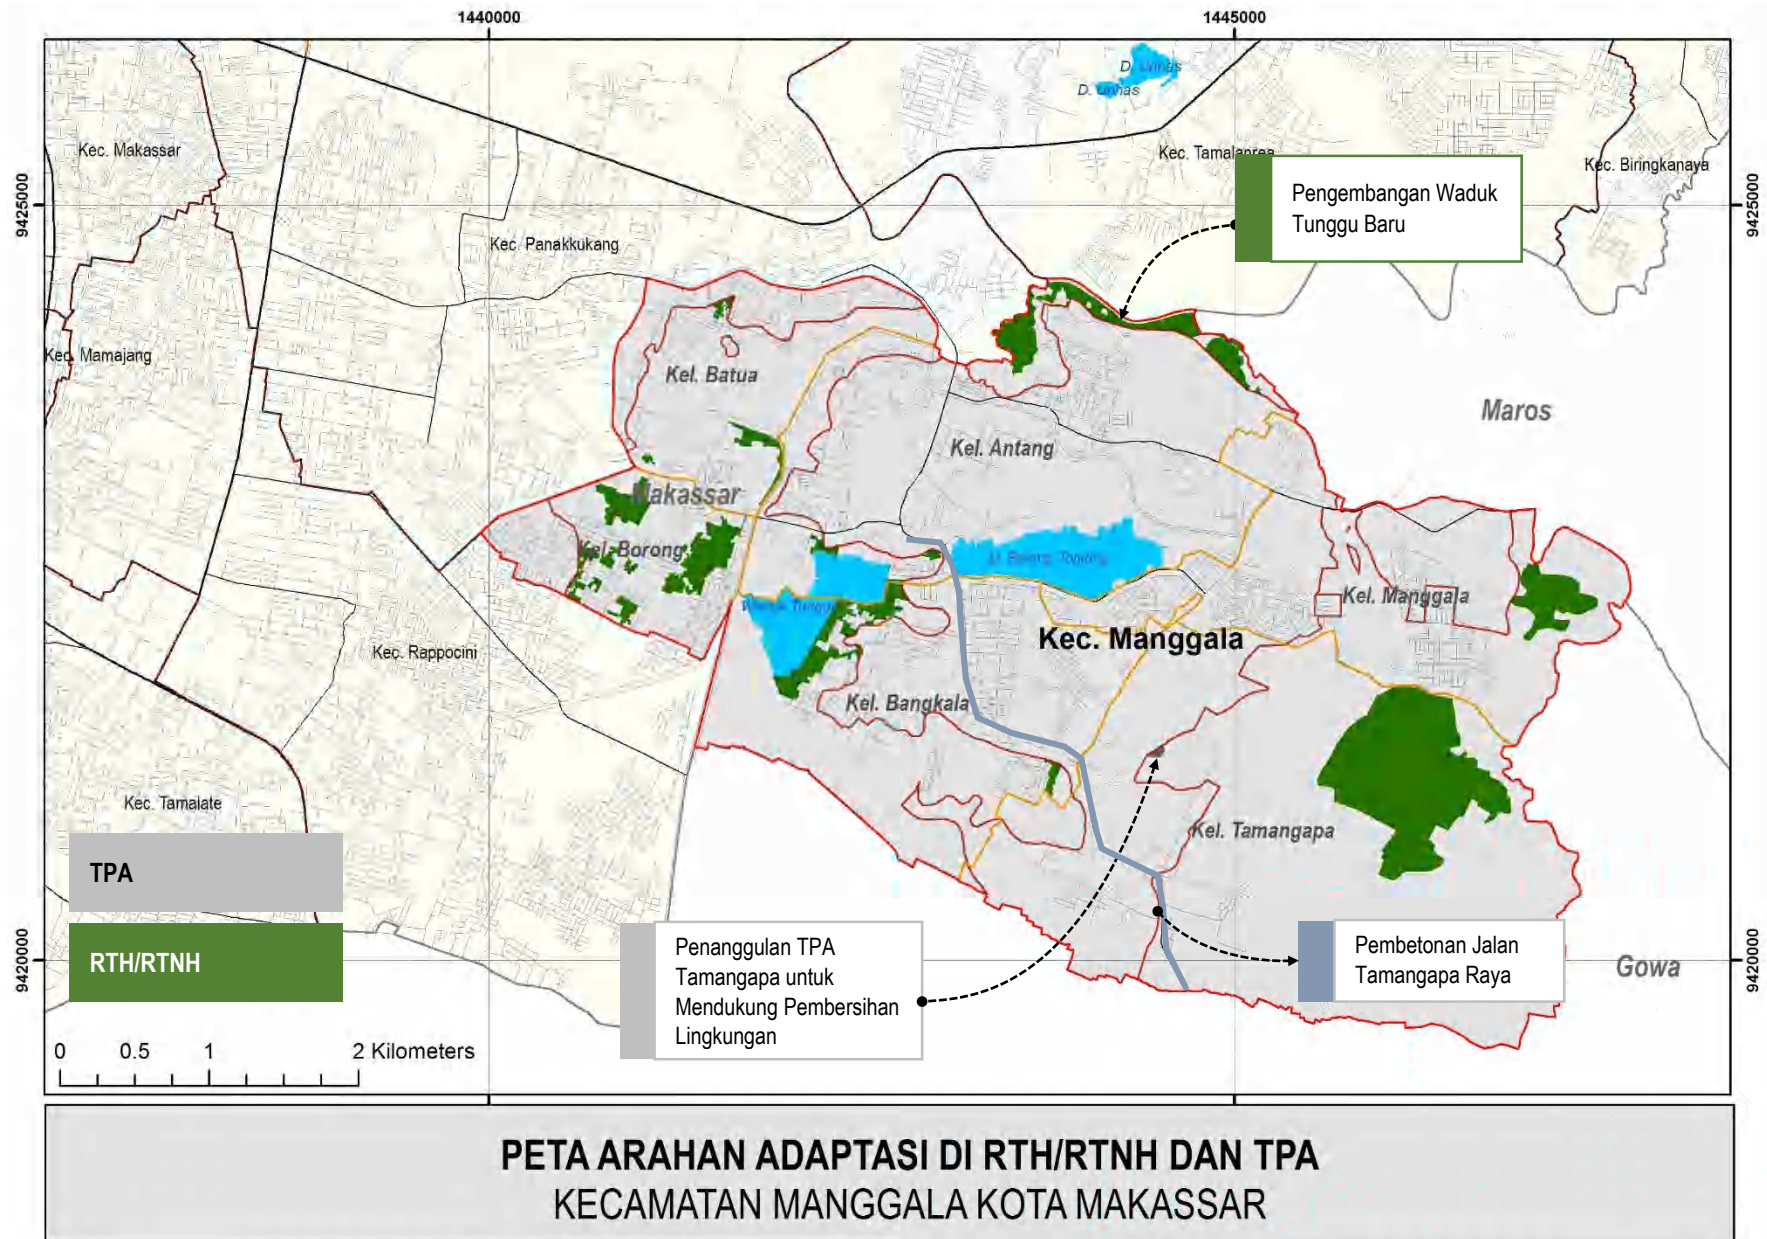 1440000
1445000
9425000
9425000
9420000
9420000
D. Unhas
D. Unhas
Kec. Makassar
Kec. Tamalanrea
Kec. Biringkanaya
Pengembangan Waduk
Tunggu Baru
Kec. Panakkukang
Kec. Mamajang
Kel. Batua
Maros
Kel. Antang
Makassar
Kel. Borong
Waduk Tunggu
Kel. Manggala
Kec. Manggala
Kec. Rappocini
Kel. Bangkala
Kec. Tamalate
Kel. Tamangapa
TPA
RTH/RTNH
Penanggulan TPA
Tamangapa untuk
Mendukung Pembersihan
Lingkungan
Pembetonan Jalan
Tamangapa Raya
Gowa
0 0.5 1 2 Kilometers
PETA ARAHAN ADAPTASI DI RTH/RTNH DAN TPA
KECAMATAN MANGGALA KOTA MAKASSAR